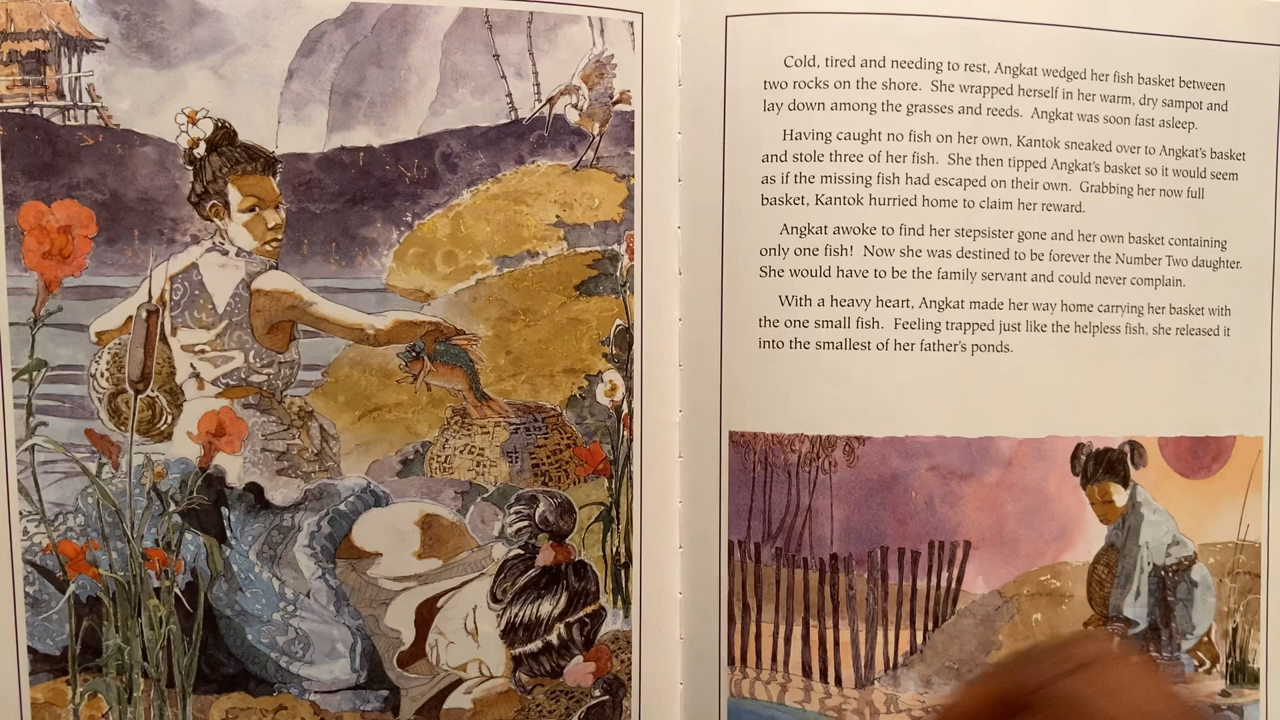 Cold, tired and needing to rest, Angkat wedged her fish basket between
two rocks on the shore. She wrapped herself in her warm, dry sampot and
lay down among the grasses and reeds. Angkat was soon fast asleep.
Having caught no fish on her own, Kantok sneaked over to Angkat's basket
and stole three of her fish. She then tipped Angkat's basket so it would seem
as if the missing fish had escaped on their own. Grabbing her now full
basket, Kantok hurried home to claim her reward.
Angkat awoke to find her stepsister gone and her own basket containing
only one fish! Now she was destined to be forever the Number Two daughter.
She would have to be the family servant and could never complain.
With a heavy heart, Angkat made her way home carrying her basket with
the one small fish. Feeling trapped just like the helpless fish, she released it
into the smallest of her father's ponds.